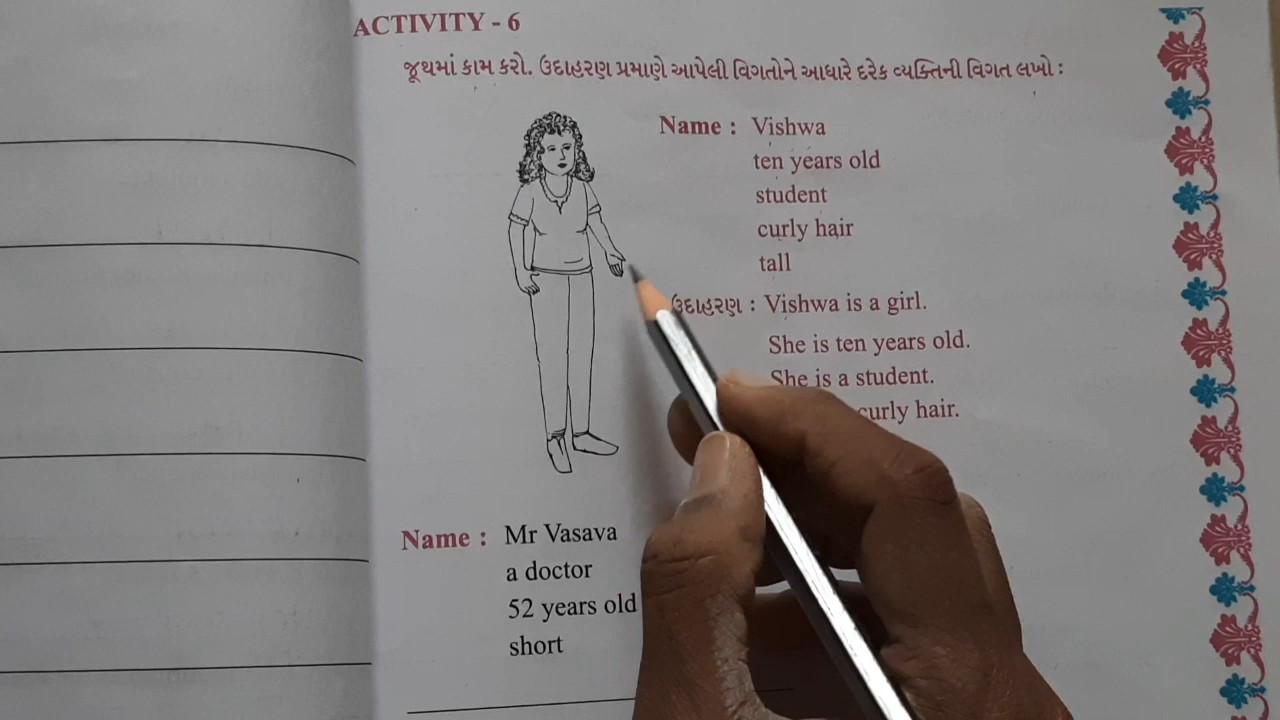 ACTIVITY - 6
જૂથમાં કામ કરો. ઉદાહરણ પ્રમાણે આપેલી વિગતોને આધારે દરેક વ્યક્તિની વિગત લખો :
Name : Vishwa
ten years old
student
curly hair
tall
ઉદાહરણ : Vishwa is a girl.
She is ten years old.
She is a student.
curly hair.
Name : Mr Vasava
a doctor
52 years old
short